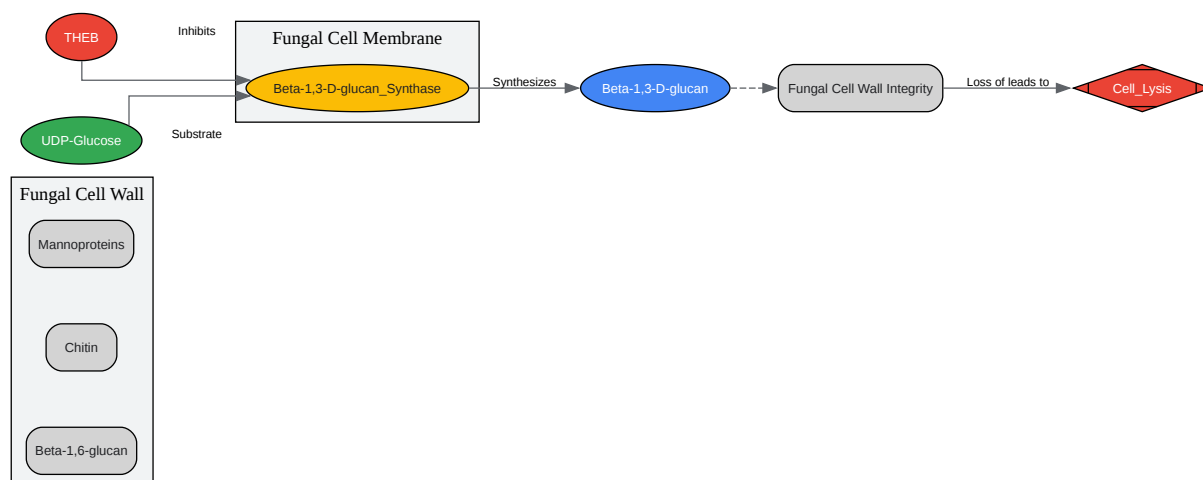 THEB
Inhibits
Fungal Cell Membrane
Beta-1,3-D-glucan_Synthase
Synthesizes
Beta-1,3-D-glucan
Fungal Cell Wall Integrity
Loss of leads to
Cell_Lysis
UDP-Glucose
Substrate
Fungal Cell Wall
Mannoproteins
Chitin
Beta-1,6-glucan